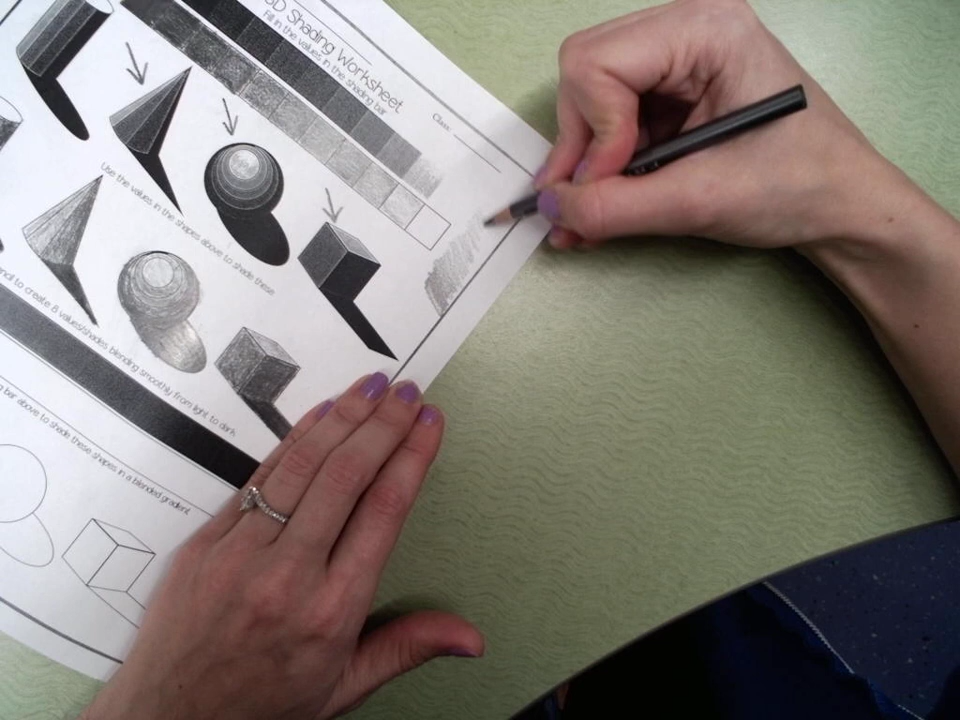 Class:
3D Shading Worksheet
Fill in the values in the shading bar
Use the values in the shapes above to shade these
to create 8 values/shades, blending smoothly from light to dark.
bar above to shade these shapes in a blended gradient